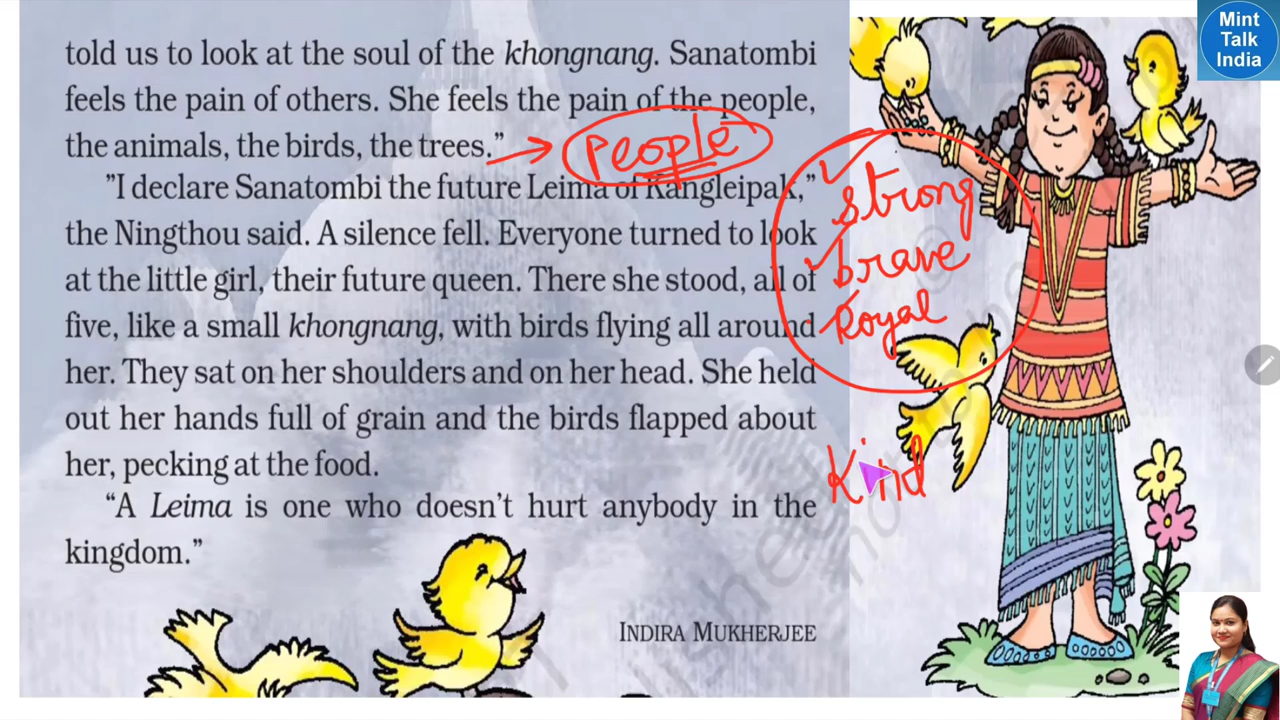 told us to look at the soul of the khongnang. Sanatombi
feels the pain of others. She feels the pain of the people,
the animals, the birds, the trees.”
people
”I declare Sanatombi the future Leima of Kangleipak,”
the Ningthou said. A silence fell. Everyone turned to look
at the little girl, their future queen. There she stood, all of
five, like a small khongnang, with birds flying all around
her. They sat on her shoulders and on her head. She held
out her hands full of grain and the birds flapped about
her, pecking at the food.
“A Leima is one who doesn’t hurt anybody in the
kingdom.”
INDIRA MUKHERJEE
Strong
brave
Royal
Kind
Mint
Talk
India